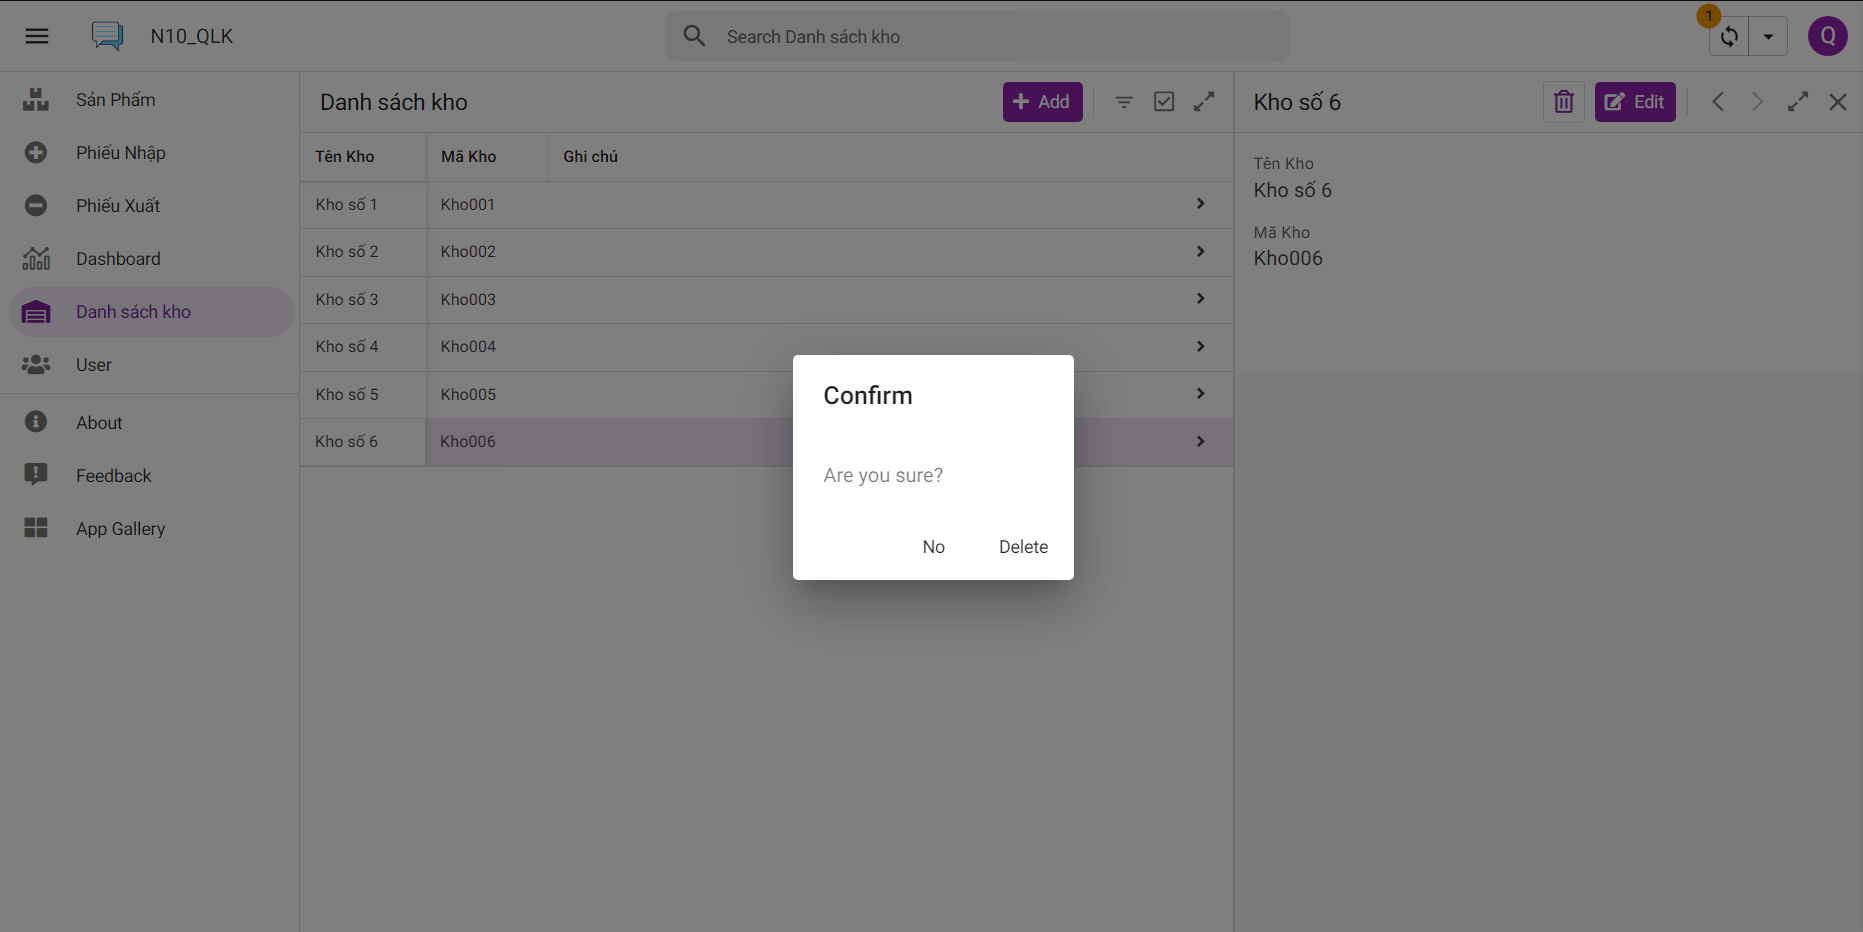 N10_QLK
Search Danh sách kho
1
Q
Sản Phẩm
Phiếu Nhập
Phiếu Xuất
Dashboard
Danh sách kho
User
About
Feedback
App Gallery
Danh sách kho
Add
Tên Kho Mã Kho Ghi chú
Kho số 1 Kho001
Kho số 2 Kho002
Kho số 3 Kho003
Kho số 4 Kho004
Kho số 5 Kho005
Kho số 6 Kho006
Kho số 6
Edit
Tên Kho
Kho số 6
Mã Kho
Kho006
Confirm
Are you sure?
No Delete